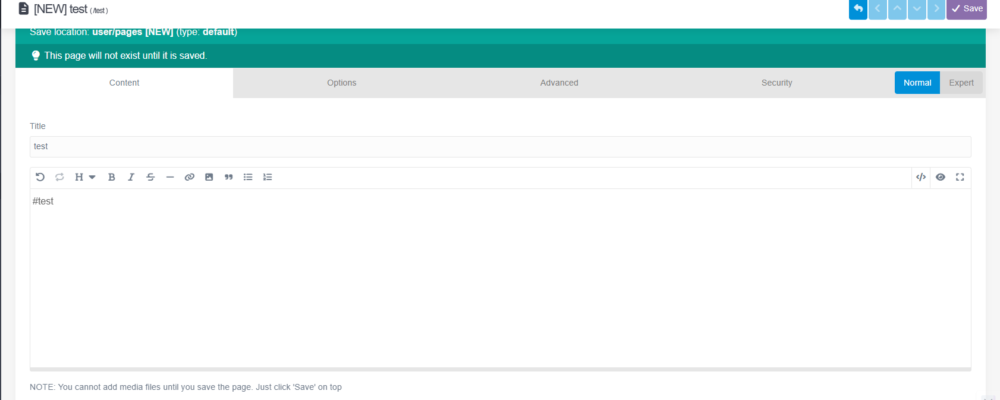 [NEW] test ( /test )
Save
Save location: user/pages [NEW] (type: default)
This page will not exist until it is saved.
Content
Options
Advanced
Security
Normal
Expert
Title
test
H
B
I
S
#test
NOTE: You cannot add media files until you save the page. Just click 'Save' on top